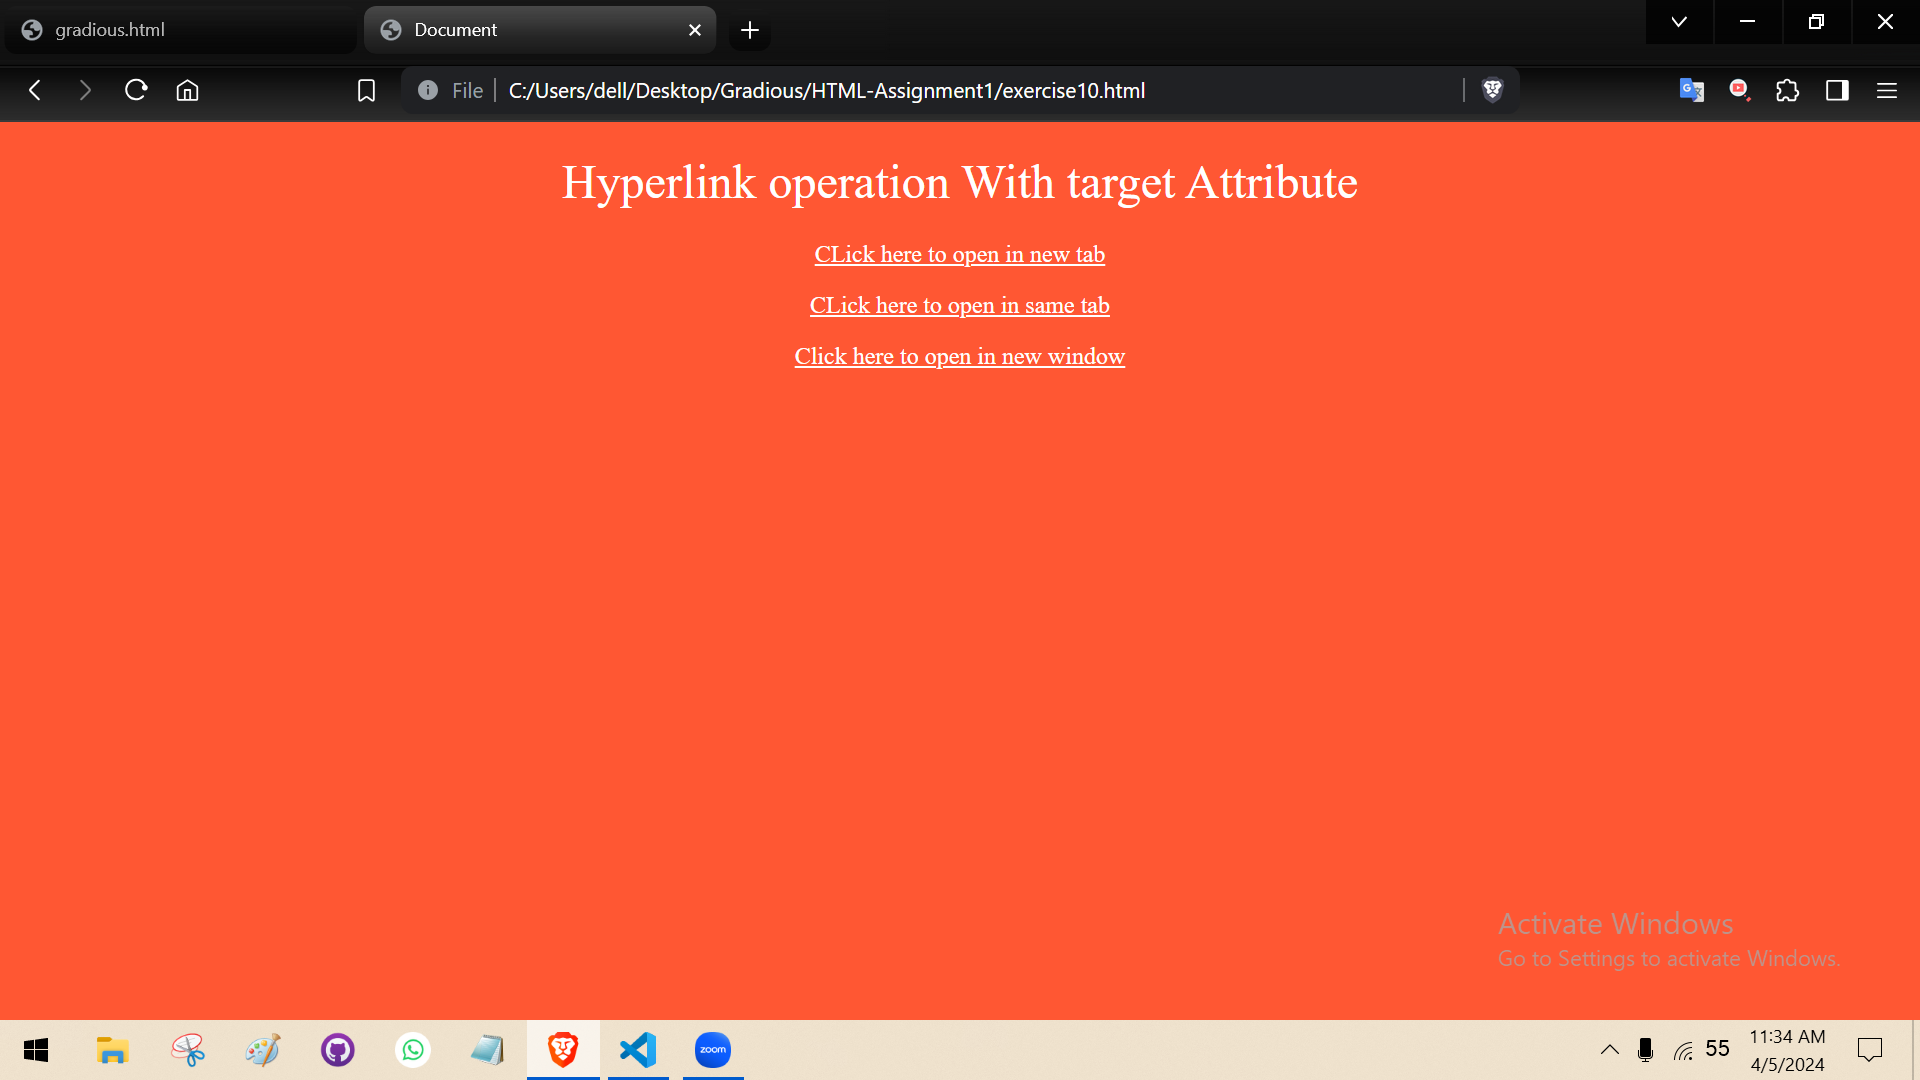 gradious.html
Document
File
C:/Users/dell/Desktop/Gradious/HTML-Assignment1/exercise10.html
Hyperlink operation With target Attribute
CLick here to open in new tab
CLick here to open in same tab
Click here to open in new window
Activate Windows
Go to Settings to activate Windows.
zoom
55
11:34 AM
4/5/2024